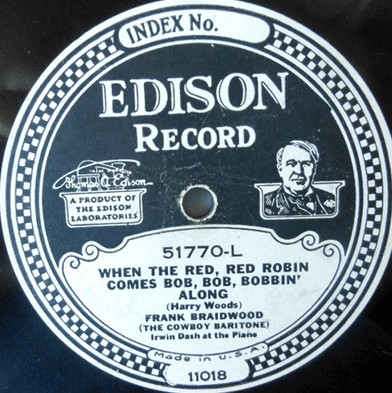 INDEX No.
EDISON
RECORD
Thomas A Edison
A PRODUCT OF
THE EDISON
LABORATORIES
51770-L
WHEN THE RED, RED ROBIN
COMES BOB, BOB, BOBBIN'
ALONG
(Harry Woods)
FRANK BRAIDWOOD
(THE COWBOY BARITONE)
Irwin Dash at the Piano
Made in U.S.A.
11018